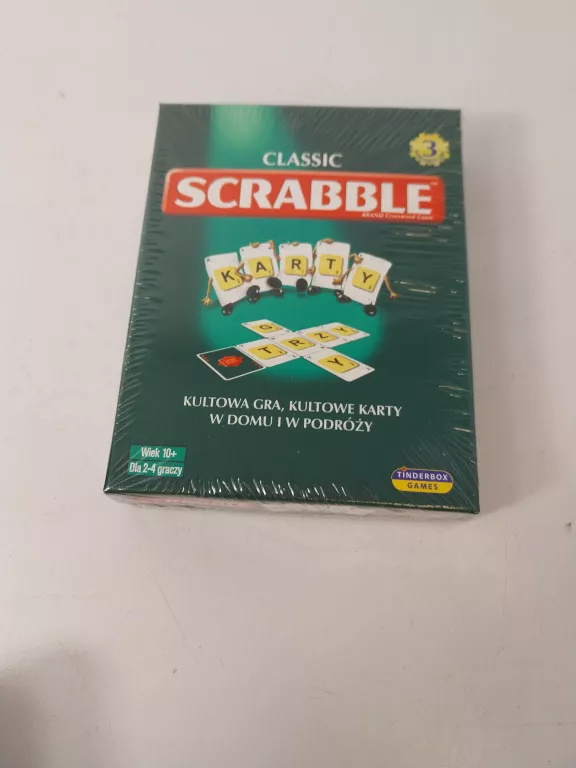 CLASSIC
3
SCRABBLE
BRAND Crossword Game
KARTY
G
TRZY
Y
KULTOWA GRA, KULTOWE KARTY
W DOMU I W PODRÓŻY
Wiek 10+
Dla 2-4 graczy
TINDERBOX
GAMES